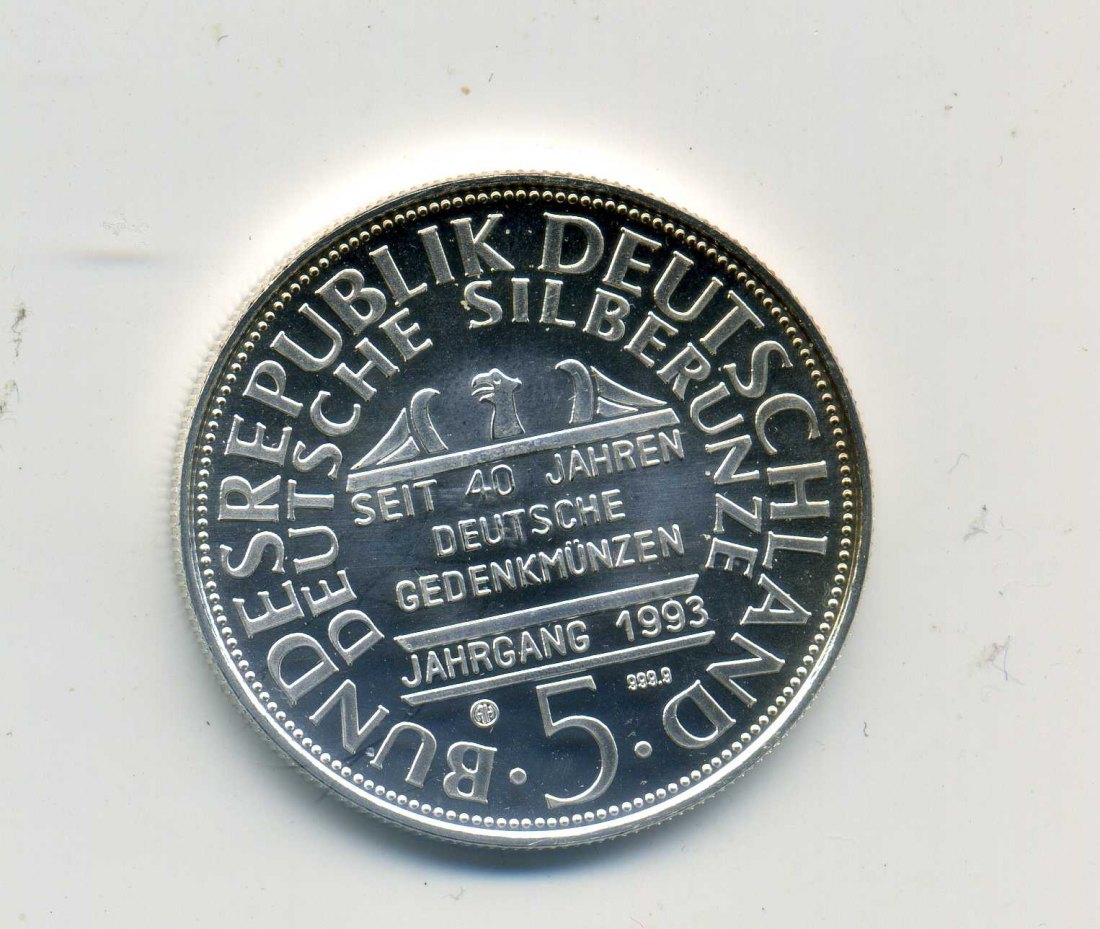 BUNDESREPUBLIK DEUTSCHLAND
DEUTSCHE SILBERUNZE
SEIT 40 JAHREN
DEUTSCHE
GEDENKMÜNZEN
JAHRGANG 1993
999.9
· 5 ·